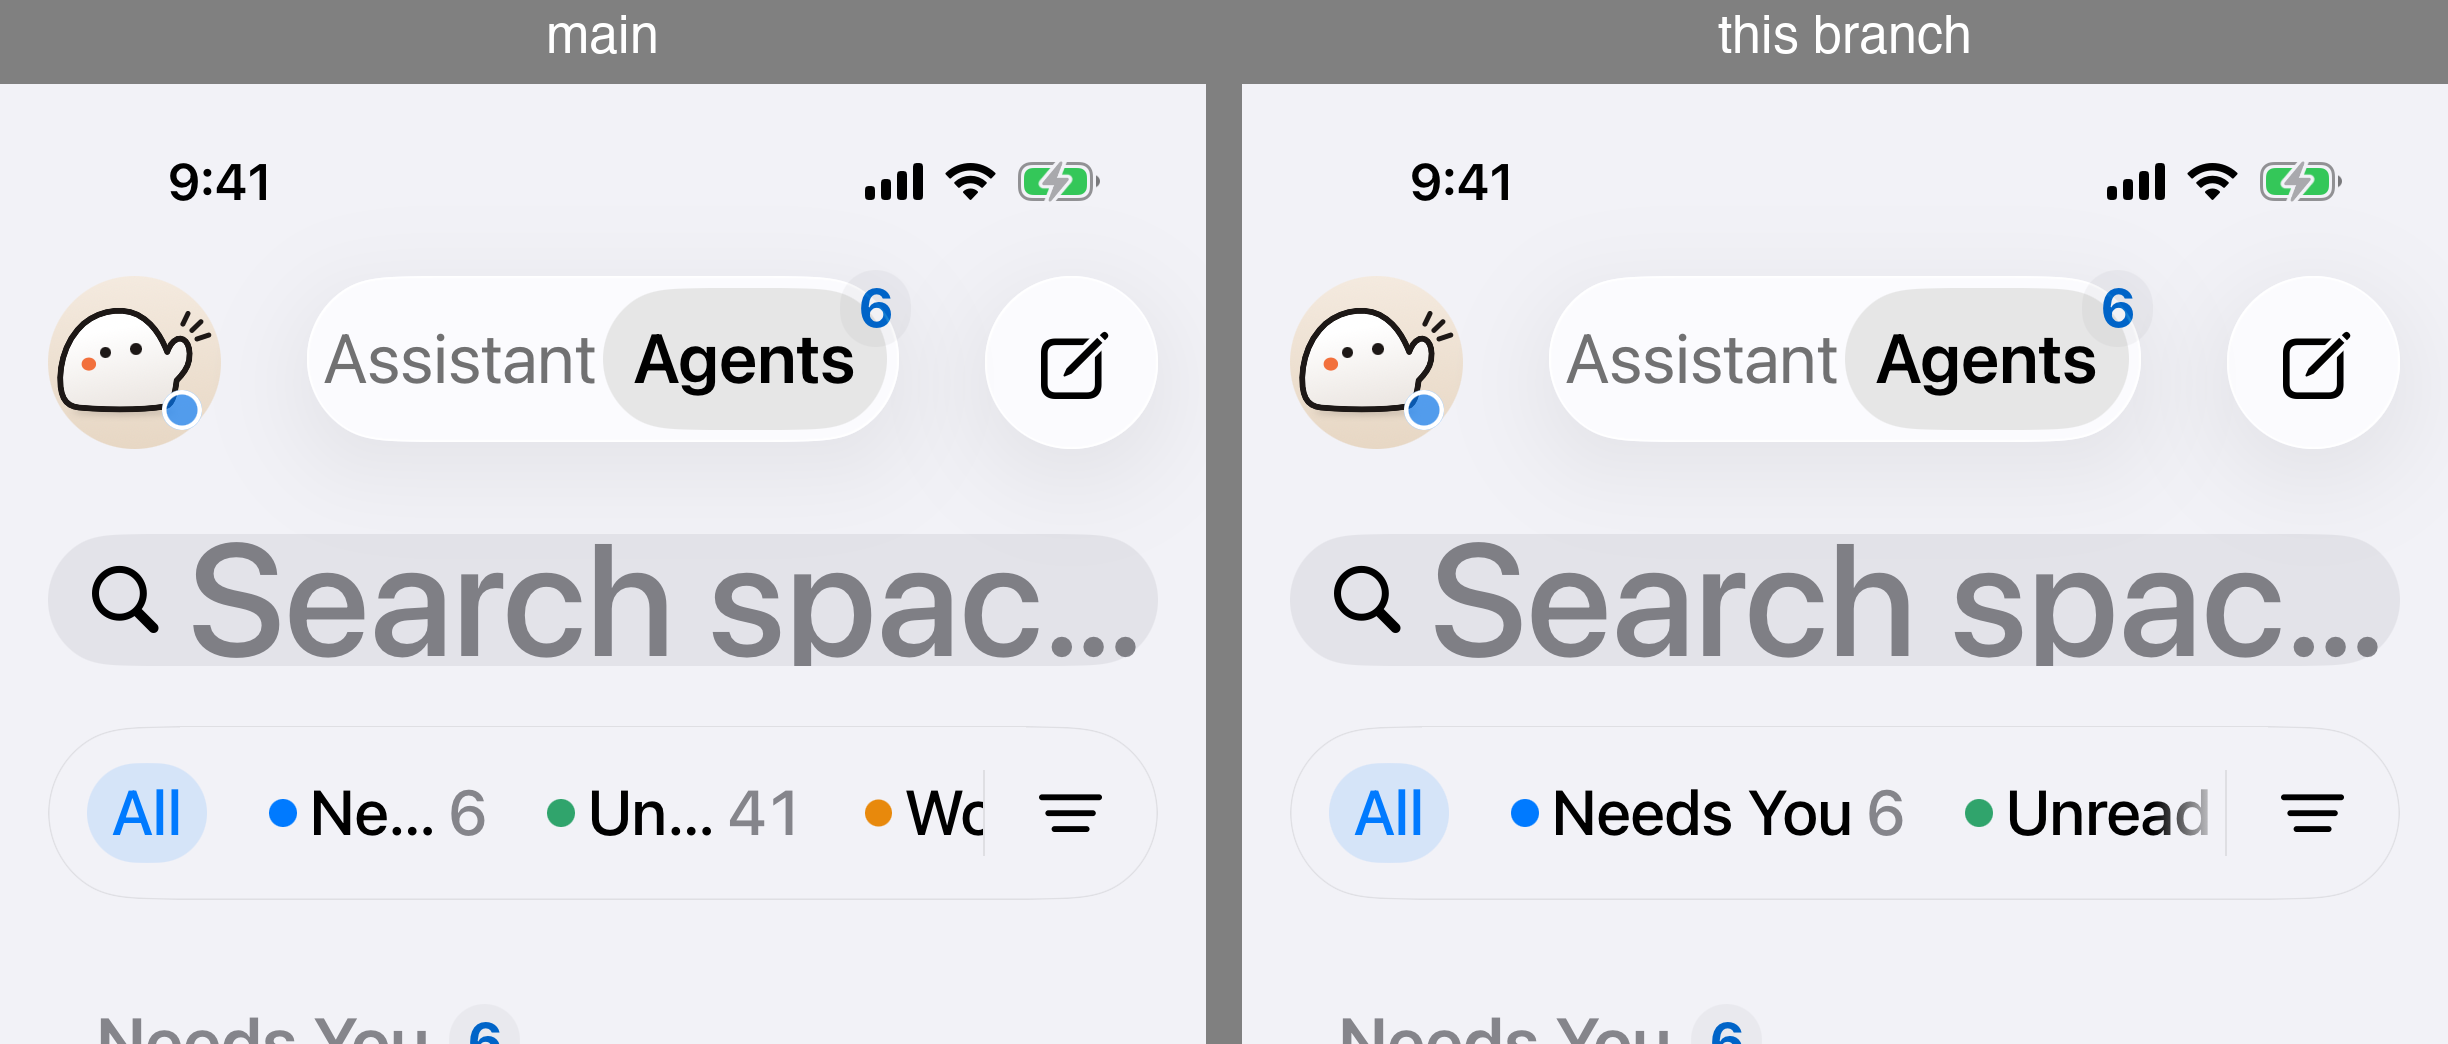 main
this branch
9:41
9:41
Assistant Agents 6
Assistant Agents 6
Search spac...
Search spac...
All Ne... 6 Un... 41 Wo
All Needs You 6 Unread
Needs You 6
Needs You 6